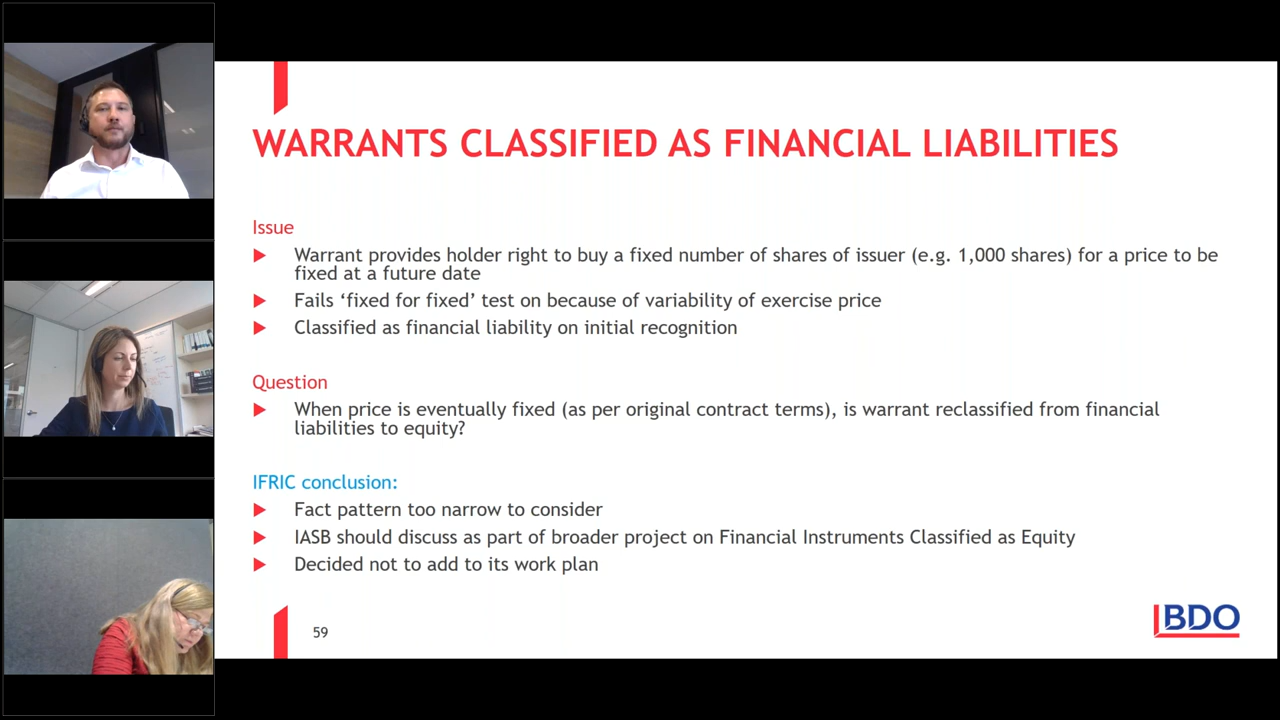 WARRANTS CLASSIFIED AS FINANCIAL LIABILITIES
Issue
Warrant provides holder right to buy a fixed number of shares of issuer (e.g. 1,000 shares) for a price to be
fixed at a future date
Fails ‘fixed for fixed’ test on because of variability of exercise price
Classified as financial liability on initial recognition
Question
When price is eventually fixed (as per original contract terms), is warrant reclassified from financial
liabilities to equity?
IFRIC conclusion:
Fact pattern too narrow to consider
IASB should discuss as part of broader project on Financial Instruments Classified as Equity
Decided not to add to its work plan
59
BDO